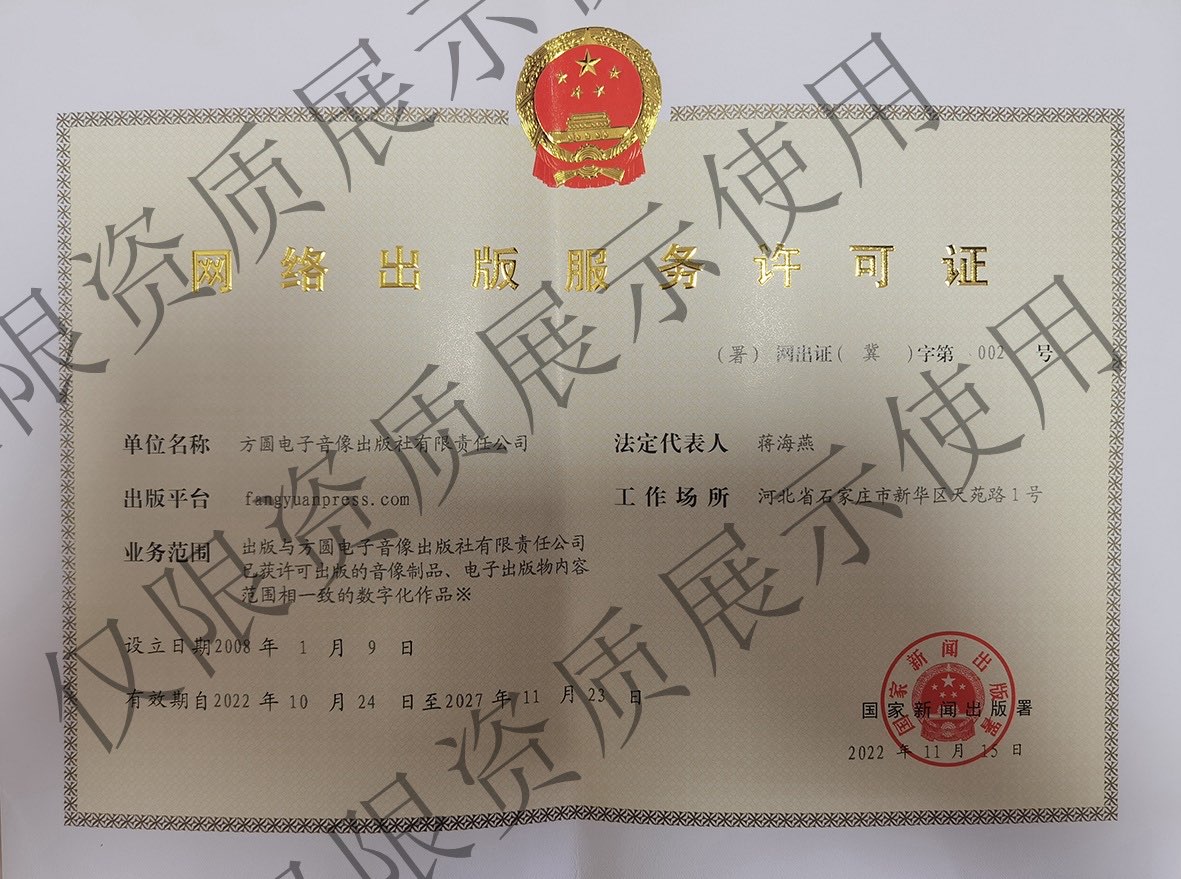 网络出版服务许可证
（署）网出证（ 冀 ）字第 002 号
单位名称 方圆电子音像出版社有限责任公司
法定代表人 蒋海燕
出版平台 fangyuanpress.com
工作场所 河北省石家庄市新华区天苑路1号
业务范围 出版与方圆电子音像出版社有限责任公司
已获许可出版的音像制品、电子出版物内容
范围相一致的数字化作品※
设立日期2008 年 1 月 9 日
有效期自2022 年 10 月 24 日至2027 年 11 月 23 日
国家新闻出版署
国家新闻出版署
2022 年 11 月 15 日
仅限资质展示使用
仅限资质展示使用
仅限资质展示使用